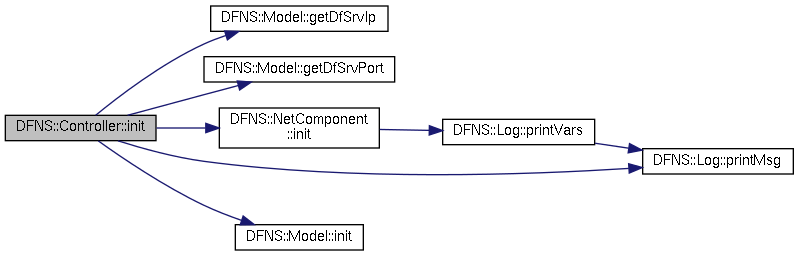 DFNS::Model::getDfSrvIp
DFNS::Model::getDfSrvPort
DFNS::Controller::init
DFNS::NetComponent
::init
DFNS::Log::printVars
DFNS::Log::printMsg
DFNS::Model::init